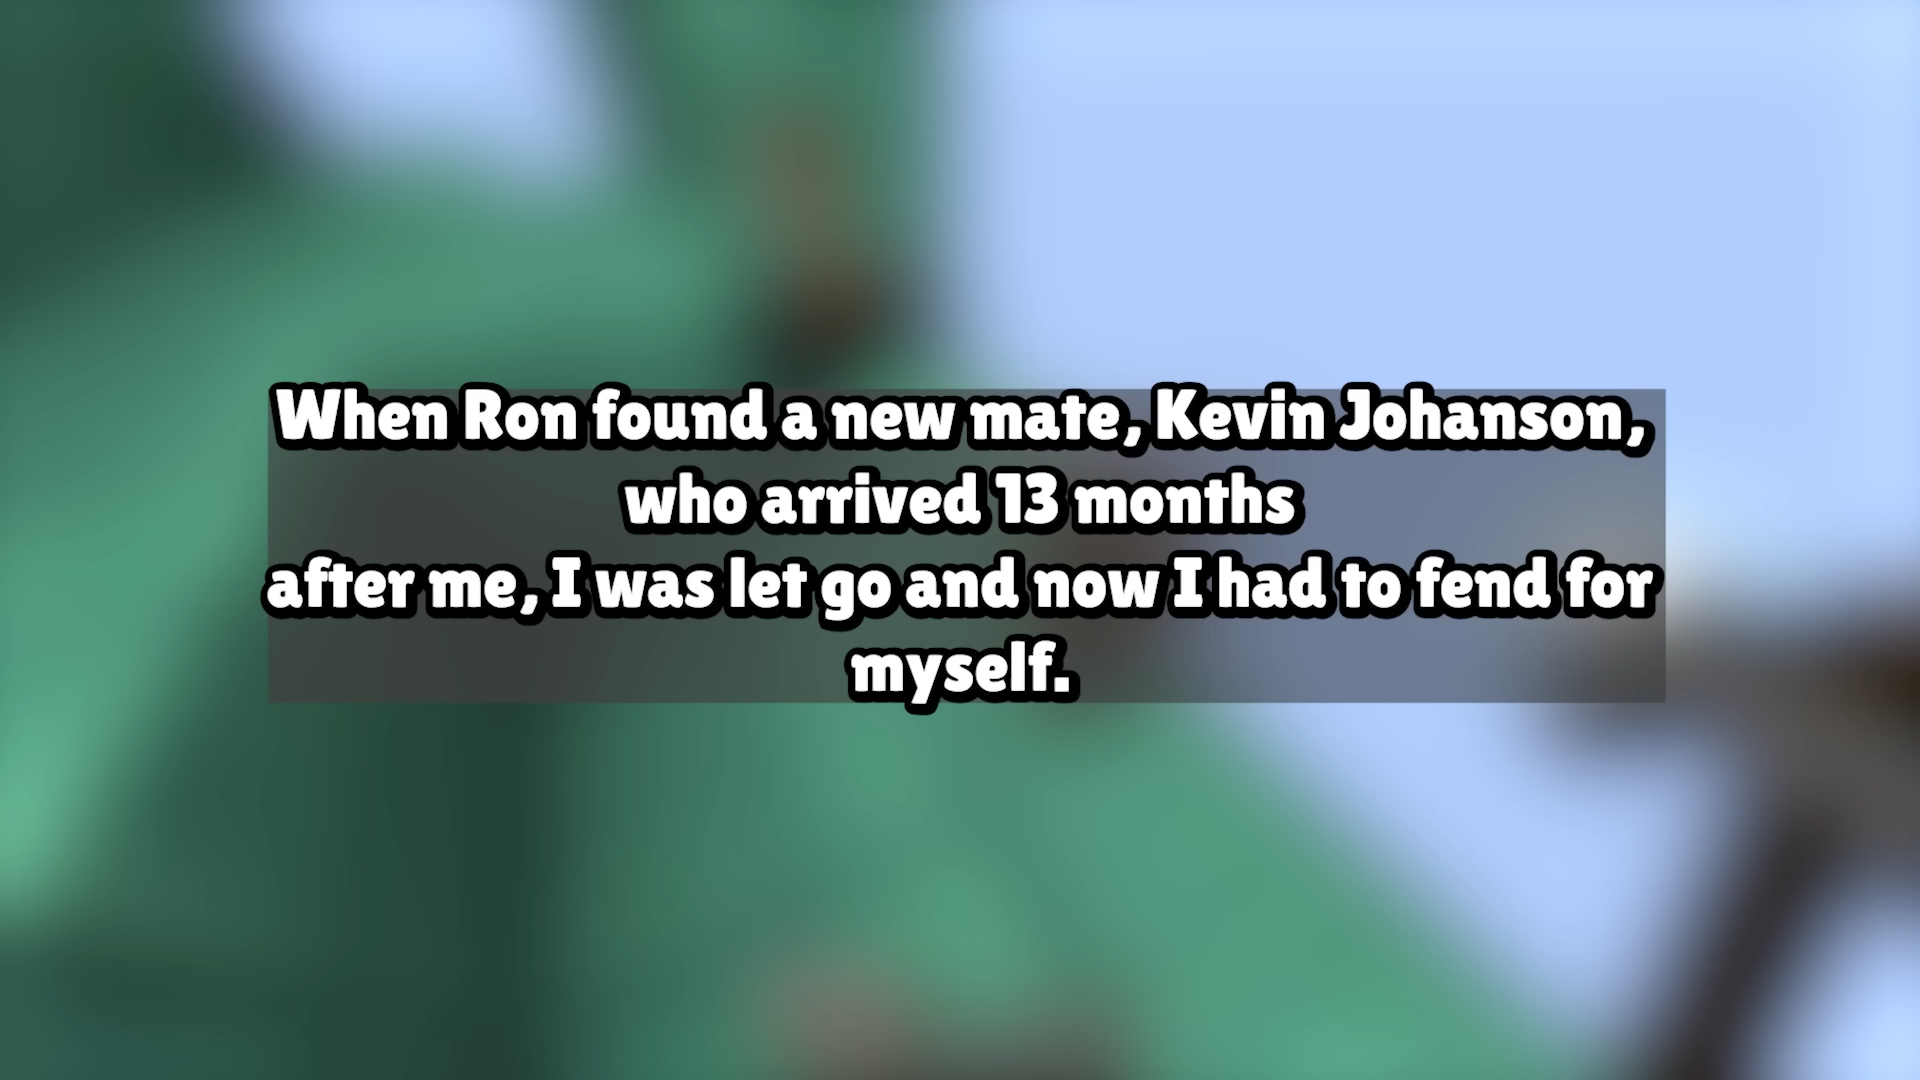 When Ron found a new mate, Kevin Johanson,
who arrived 13 months
after me, I was let go and now I had to fend for
myself.